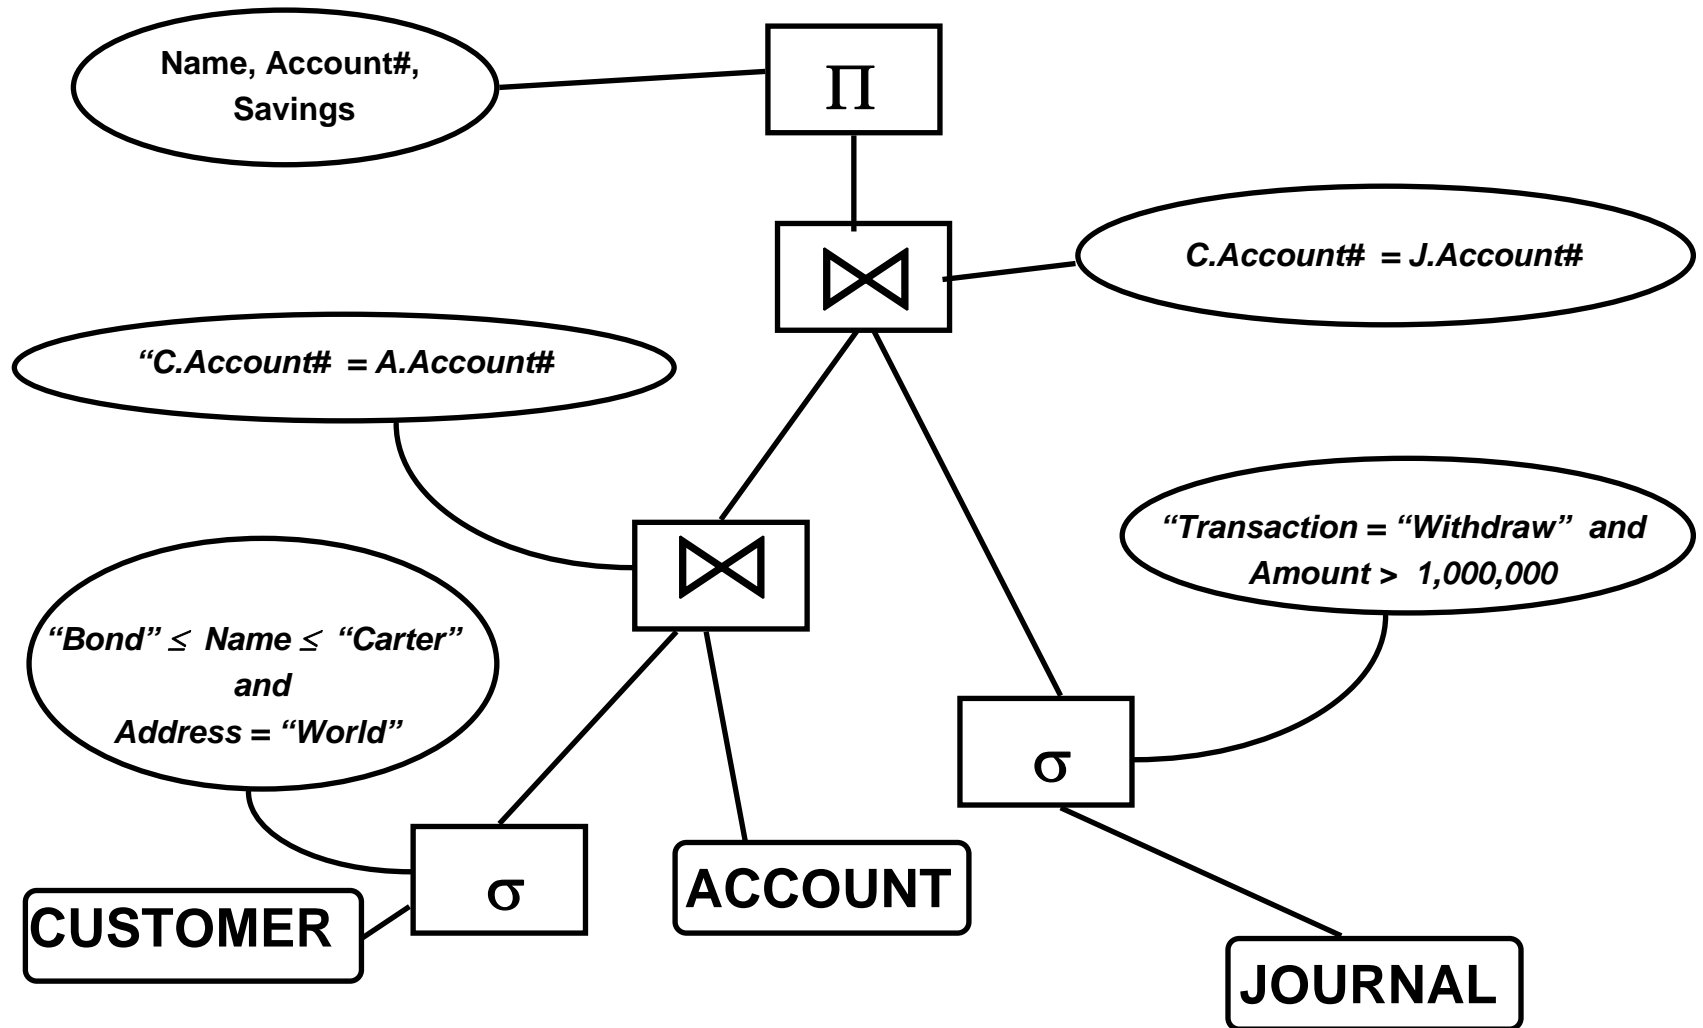 Name, Account#,
Savings
Π
⋈
C.Account# = J.Account#
“C.Account# = A.Account#
⋈
“Transaction = “Withdraw” and
Amount > 1,000,000
“Bond” ≤ Name ≤ “Carter”
and
Address = “World”
σ
σ
ACCOUNT
CUSTOMER
JOURNAL